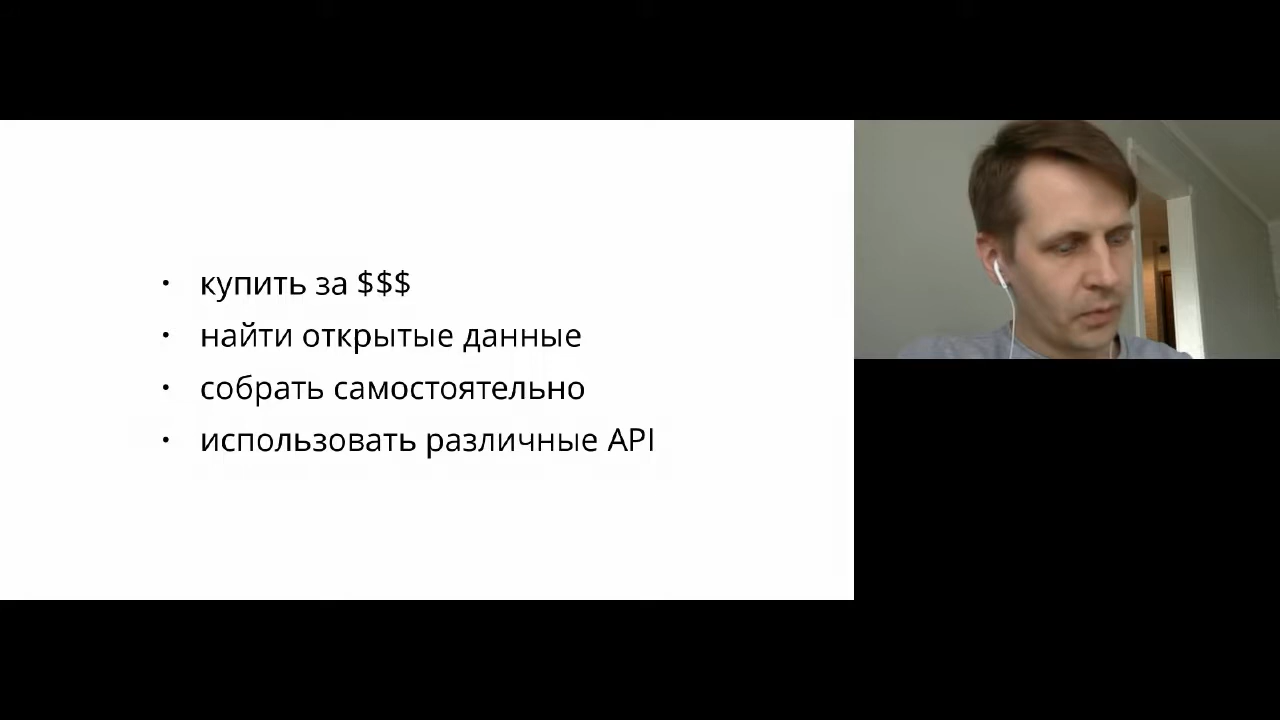 • купить за $$$
• найти открытые данные
• собрать самостоятельно
• использовать различные API